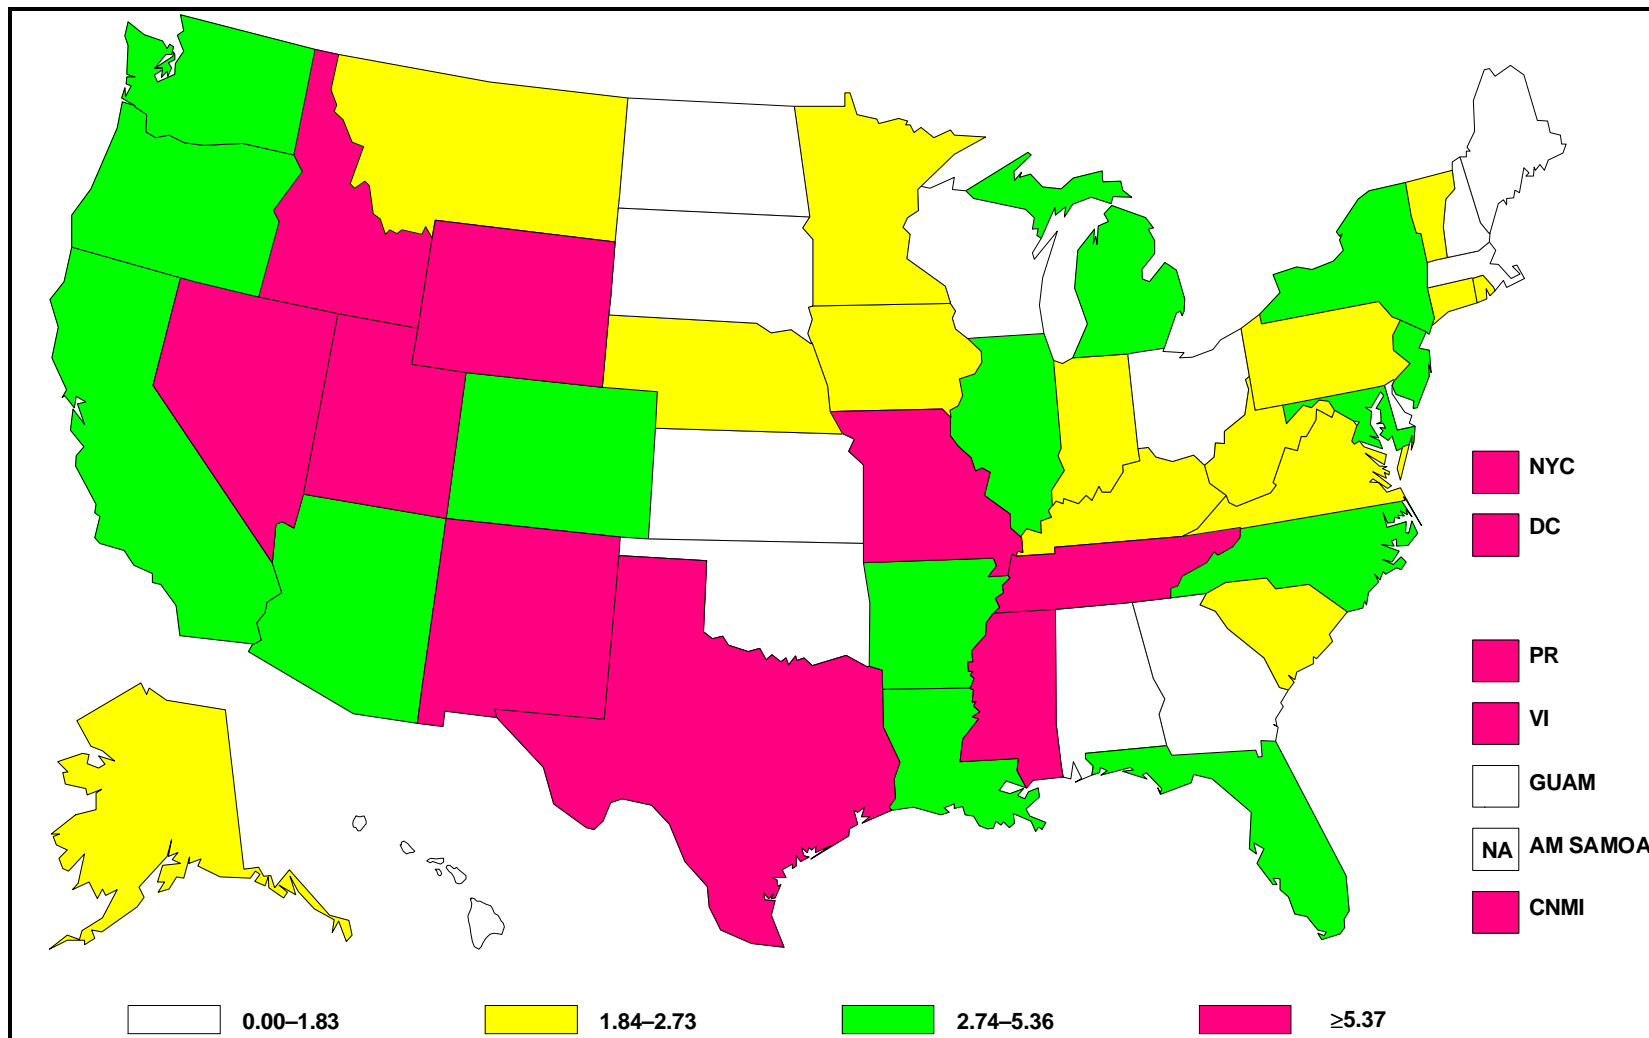 NYC
DC
PR
VI
GUAM
NA AM SAMOA
CNMI
0.00–1.83 1.84–2.73 2.74–5.36 ≥5.37